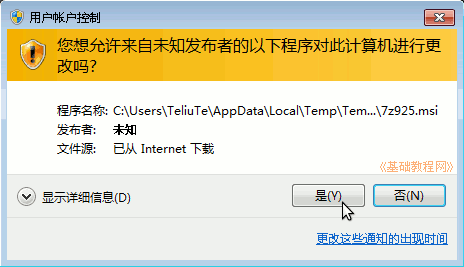 用户帐户控制
您想允许来自未知发布者的以下程序对此计算机进行更
改吗?
程序名称: C:\Users\TeliuTe\AppData\Local\Temp\Tem...\7z925.msi
发布者: 未知
文件源: 已从 Internet 下载
《基础教程网》
显示详细信息(D)
是(Y)
否(N)
更改这些通知的出现时间